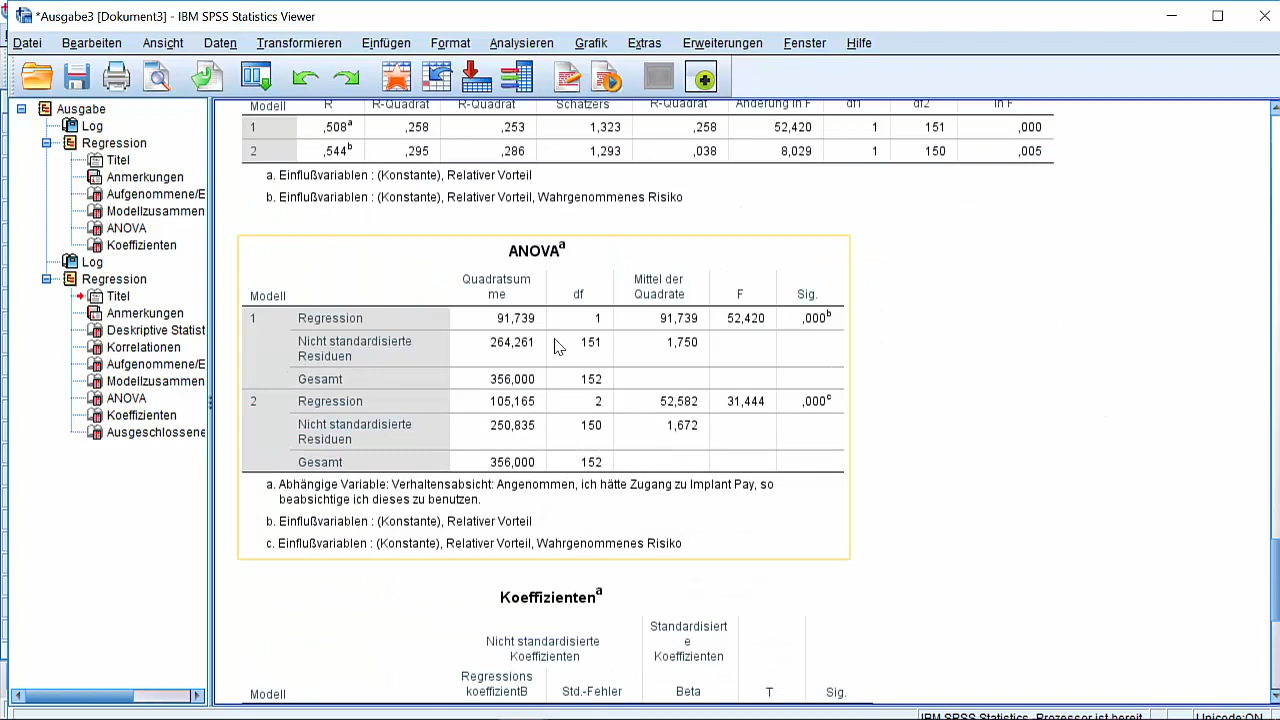 *Ausgabe3 [Dokument3] - IBM SPSS Statistics Viewer
Datei Bearbeiten Ansicht Daten Transformieren Einfügen Format Analysieren Grafik Extras Erweiterungen Fenster Hilfe
Ausgabe
Log
Regression
Titel
Anmerkungen
Aufgenommene/E
Modellzusammen
ANOVA
Koeffizienten
Log
Regression
Titel
Anmerkungen
Deskriptive Statist
Korrelationen
Aufgenommene/E
Modellzusammen
ANOVA
Koeffizienten
Ausgeschlossene
Modell R R-Quadrat R-Quadrat Schätzers R-Quadrat Änderung in F df1 df2 in F
1 ,508a ,258 ,253 1,323 ,258 52,420 1 151 ,000
2 ,544b ,295 ,286 1,293 ,038 8,029 1 150 ,005
a. Einflußvariablen : (Konstante), Relativer Vorteil
b. Einflußvariablen : (Konstante), Relativer Vorteil, Wahrgenommenes Risiko
ANOVAa
Quadratsum Mittel der
Modell me df Quadrate F Sig.
1 Regression 91,739 1 91,739 52,420 ,000b
Nicht standardisierte 264,261 151 1,750
Residuen
Gesamt 356,000 152
2 Regression 105,165 2 52,582 31,444 ,000c
Nicht standardisierte 250,835 150 1,672
Residuen
Gesamt 356,000 152
a. Abhängige Variable: Verhaltensabsicht: Angenommen, ich hätte Zugang zu Implant Pay, so
beabsichtige ich dieses zu benutzen.
b. Einflußvariablen : (Konstante), Relativer Vorteil
c. Einflußvariablen : (Konstante), Relativer Vorteil, Wahrgenommenes Risiko
Koeffizientena
Standardisiert
Nicht standardisierte e
Koeffizienten Koeffizienten
Regressions
Modell koeffizientB Std.-Fehler Beta T Sig.
IBM SPSS Statistics -Prozessor ist bereit Unicode:ON